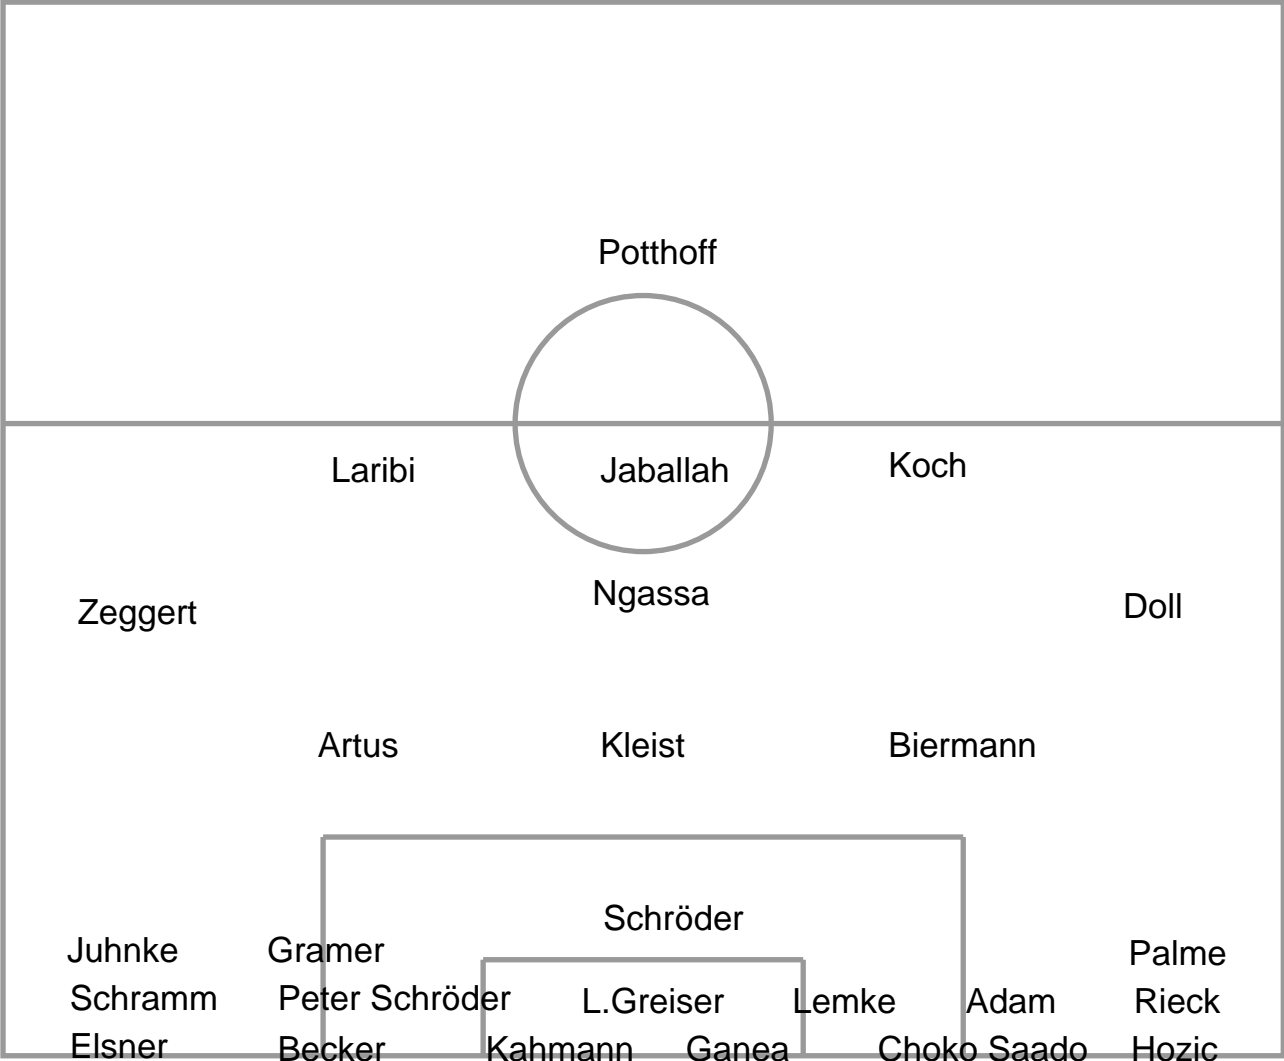 Potthoff
Laribi Jaballah Koch
Ngassa
Zeggert Doll
Artus Kleist Biermann
Schröder
Juhnke Gramer Palme
Schramm Peter Schröder L.Greiser Lemke Adam Rieck
Elsner Becker Kahmann Ganea Choko Saado Hozic